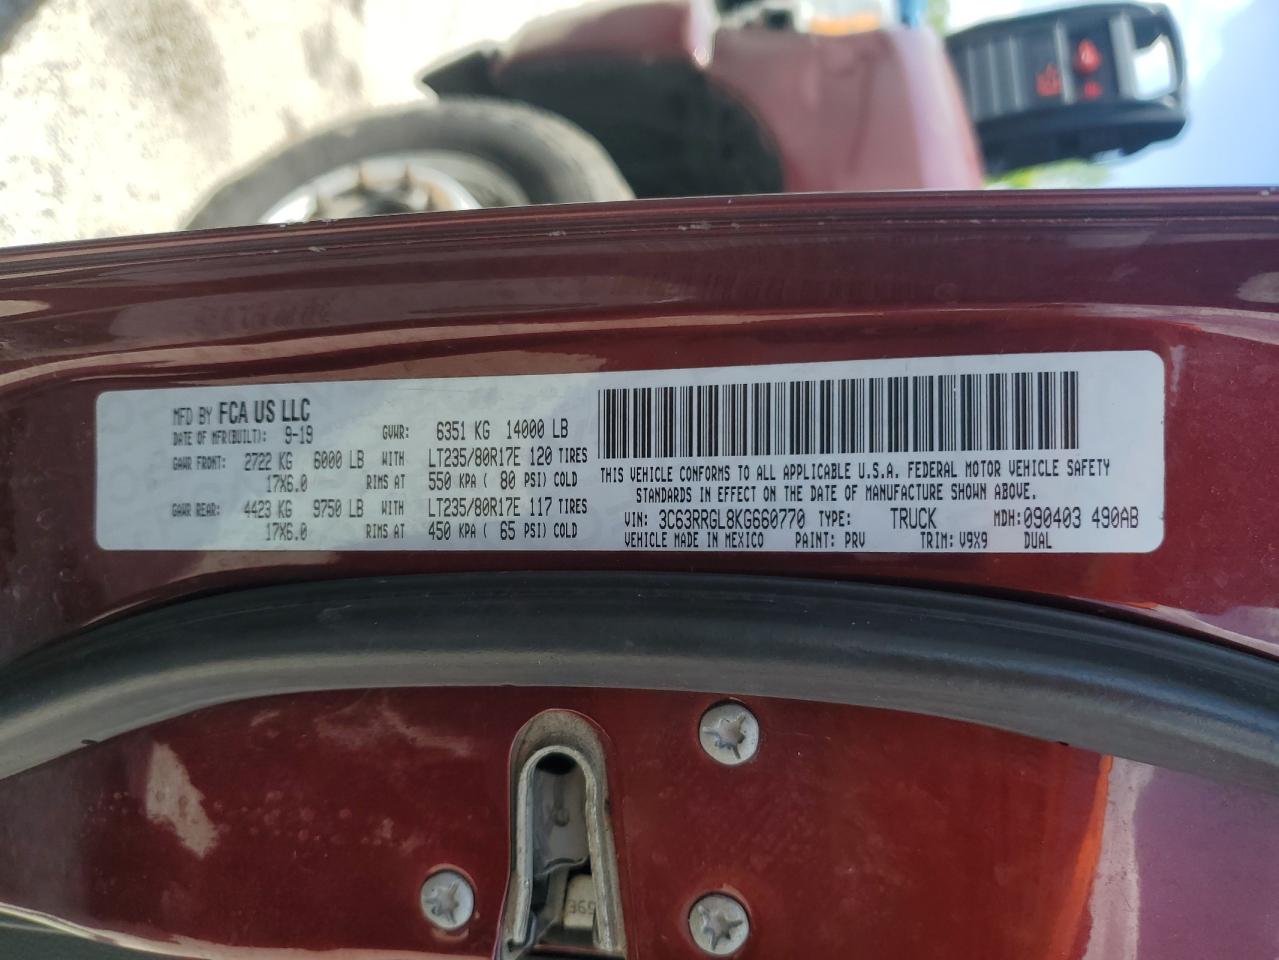 MFD BY FCA US LLC
DATE OF MFR(BUILT): 9-19 GVWR: 6351 KG 14000 LB
GAWR FRONT: 2722 KG 6000 LB WITH LT235/80R17E 120 TIRES
17X6.0 RIMS AT 550 KPA ( 80 PSI) COLD
GAWR REAR: 4423 KG 9750 LB WITH LT235/80R17E 117 TIRES
17X6.0 RIMS AT 450 KPA ( 65 PSI) COLD
THIS VEHICLE CONFORMS TO ALL APPLICABLE U.S.A. FEDERAL MOTOR VEHICLE SAFETY
STANDARDS IN EFFECT ON THE DATE OF MANUFACTURE SHOWN ABOVE.
VIN: 3C63RRGL8KG660770 TYPE: TRUCK MDH:090403 490AB
VEHICLE MADE IN MEXICO PAINT: PRV TRIM: V9X9 DUAL
369